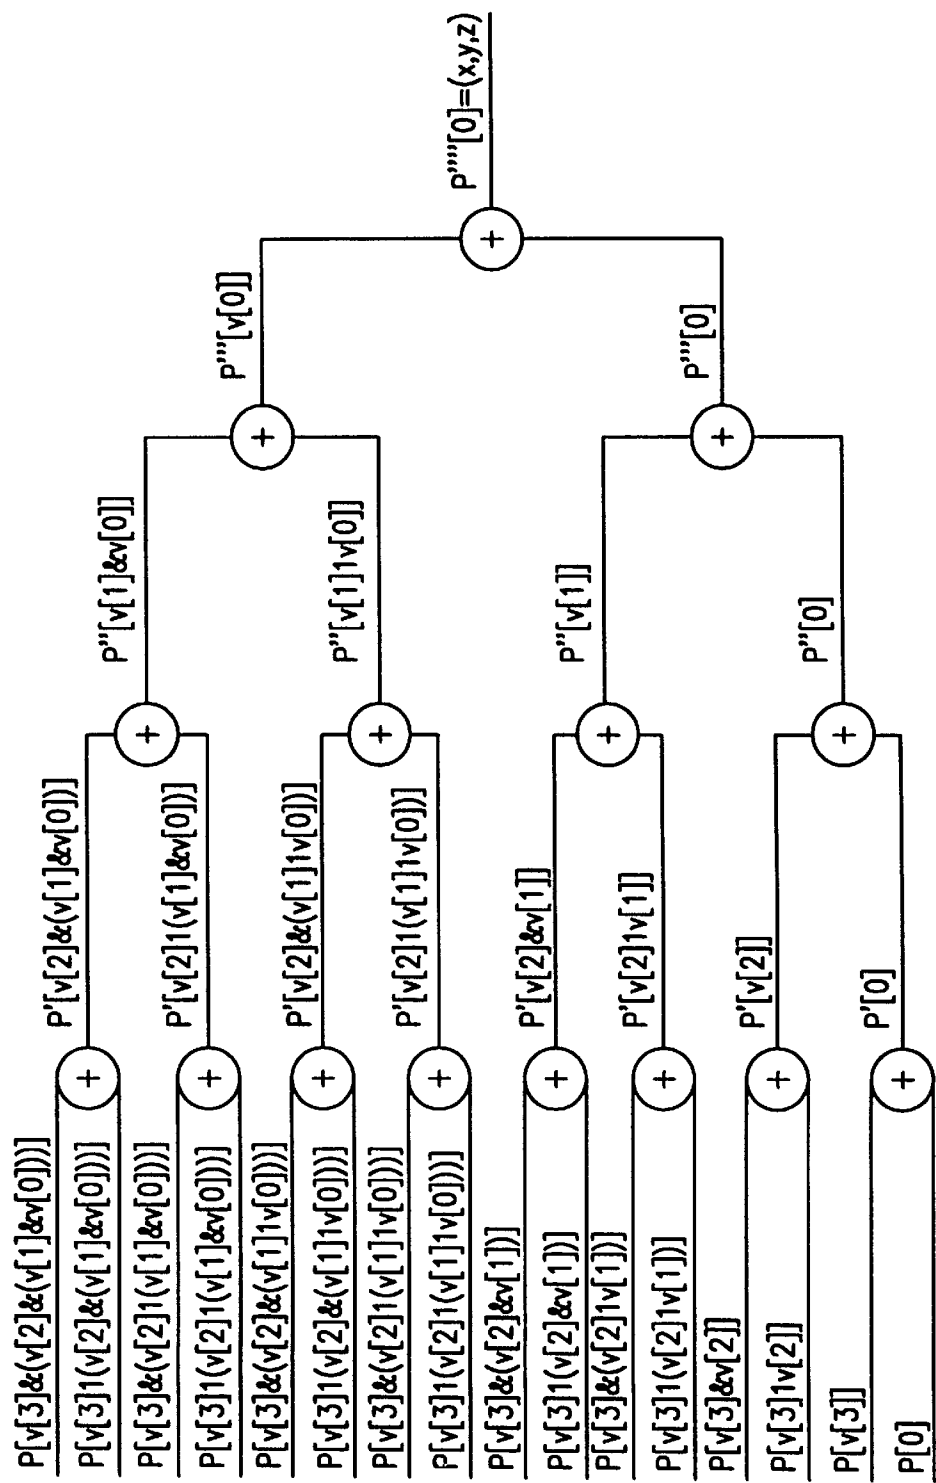 P[v[3]&(v[2]&(v[1]&v[0]))]
P[v[3]1(v[2]&(v[1]&v[0]))]
P[v[3]&(v[2]1(v[1]&v[0]))]
P[v[3]1(v[2]1(v[1]&v[0]))]
P[v[3]&(v[2]&(v[1]1v[0]))]
P[v[3]1(v[2]&(v[1]1v[0]))]
P[v[3]&(v[2]1(v[1]1v[0]))]
P[v[3]1(v[2]1(v[1]1v[0]))]
P[v[3]&(v[2]&v[1])]
P[v[3]1(v[2]&v[1])]
P[v[3]&(v[2]1v[1])]
P[v[3]1(v[2]1v[1])]
P[v[3]&v[2]]
P[v[3]1v[2]]
P[v[3]]
P[0]
P'[v[2]&(v[1]&v[0]))]
P'[v[2]1(v[1]&v[0]))]
P'[v[2]&(v[1]1v[0]))]
P'[v[2]1(v[1]1v[0]))]
P'[v[2]&v[1]]
P'[v[2]1v[1]]
P'[v[2]]
P'[0]
P''[v[1]&v[0]]
P''[v[1]1v[0]]
P''[v[1]]
P''[0]
P'''[v[0]]
P'''[0]
P''''[0]=(x,y,z)